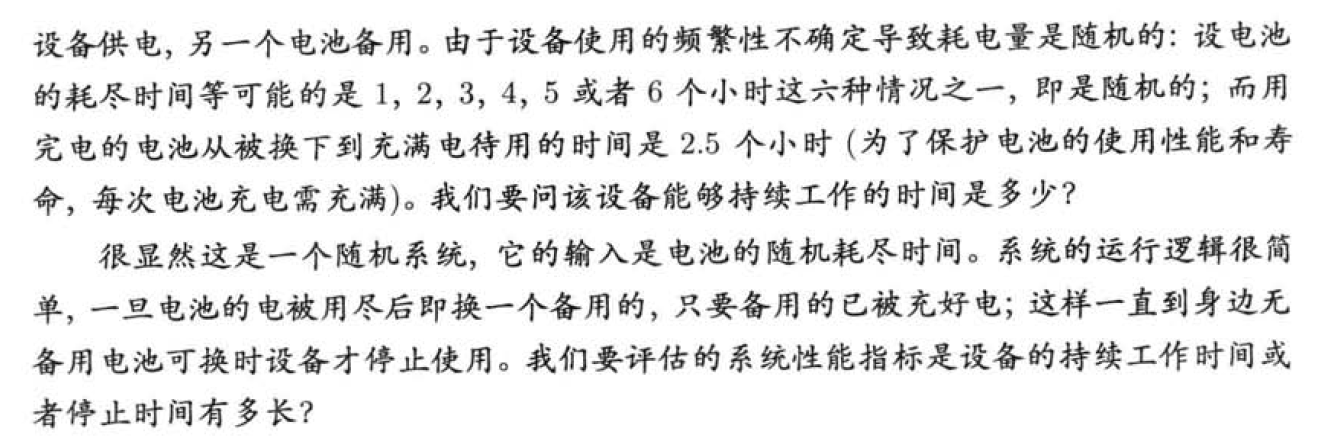 设备供电, 另一个电池备用。由于设备使用的频繁性不确定导致耗电量是随机的: 设电池
的耗尽时间等可能的是 1, 2, 3, 4, 5 或者 6 个小时这六种情况之一, 即是随机的; 而用
完电的电池从被换下到充满电待用的时间是 2.5 个小时 (为了保护电池的使用性能和寿
命, 每次电池充电需充满)。我们要问该设备能够持续工作的时间是多少?
很显然这是一个随机系统, 它的输入是电池的随机耗尽时间。系统的运行逻辑很简
单, 一旦电池的电被用尽后即换一个备用的, 只要备用的已被充好电; 这样一直到身边无
备用电池可换时设备才停止使用。我们要评估的系统性能指标是设备的持续工作时间或
者停止时间有多长?